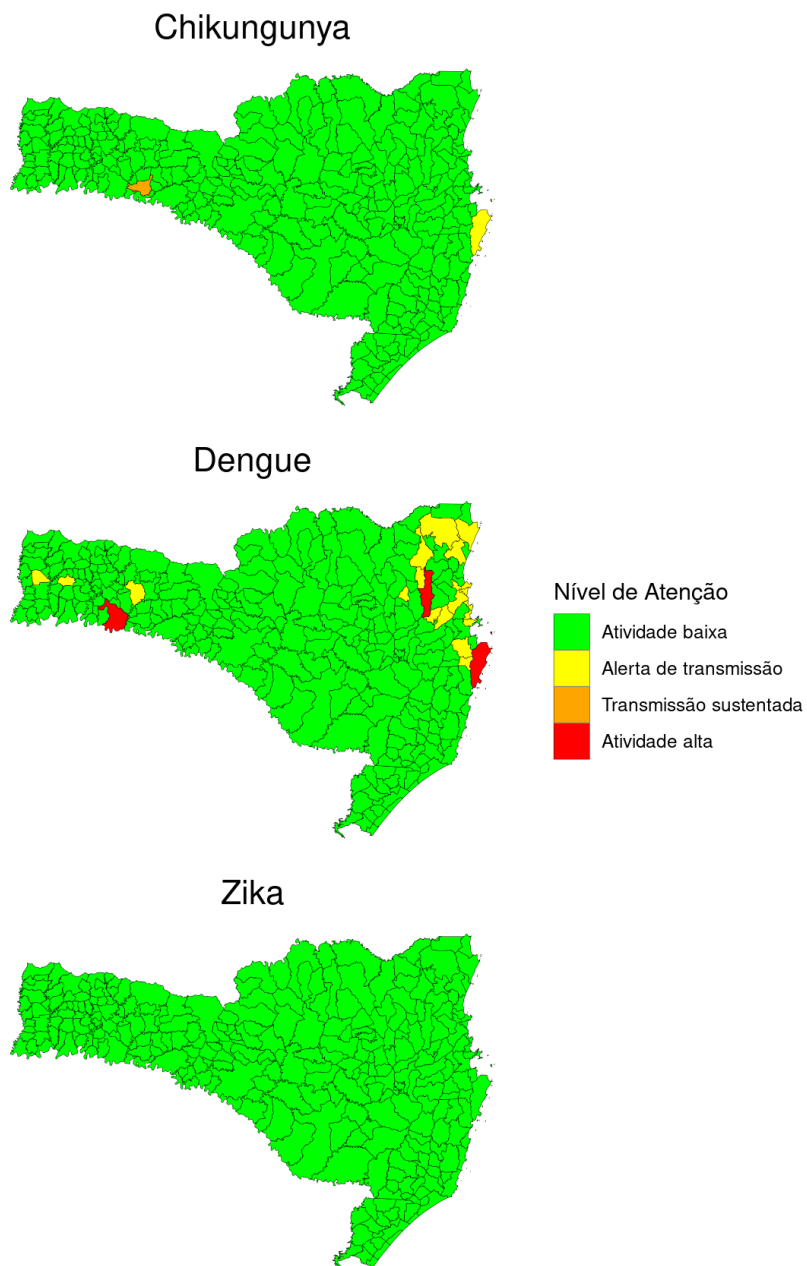 Chikungunya
Dengue
Nível de Atenção
Atividade baixa
Alerta de transmissão
Transmissão sustentada
Atividade alta
Zika